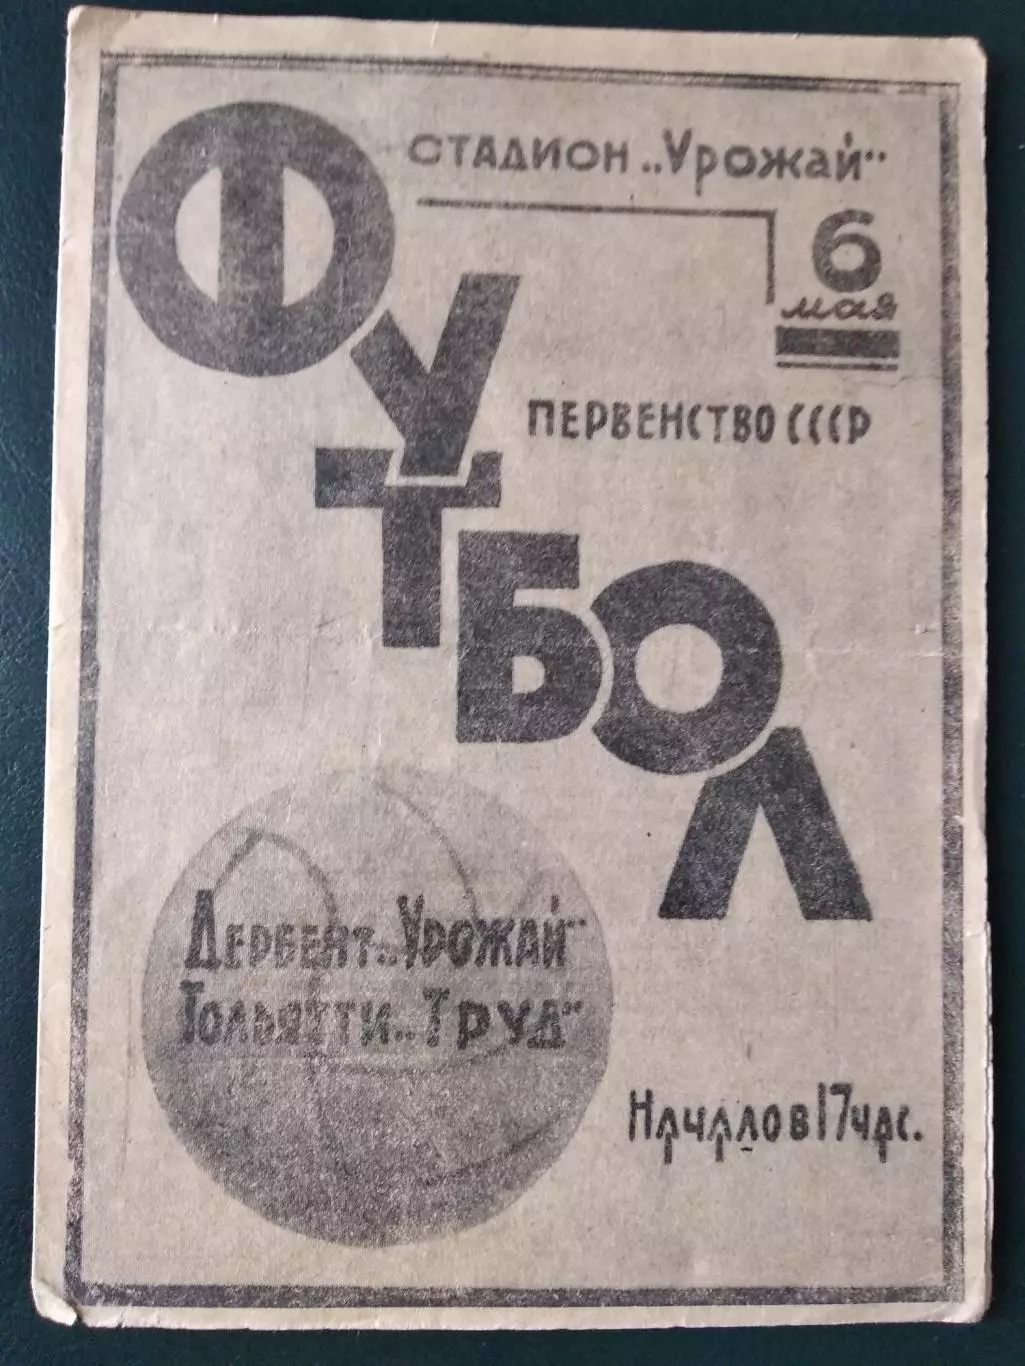 СТАДИОН „Урожай"
6
мая
ФУТБОЛ
ПЕРВЕНСТВО СССР
ДЕРБЕНТ „УРОЖАЙ"
ТОЛЬЯТТИ „ТРУД"
НАЧАЛО В 17 ЧАС.